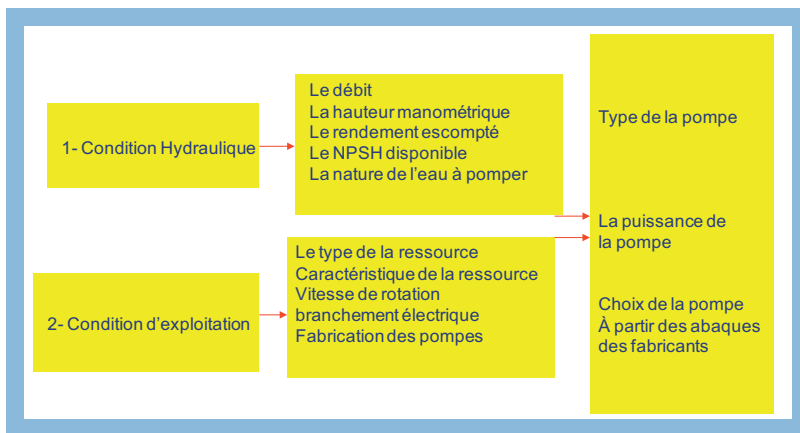 1- Condition Hydraulique
Le débit
La hauteur manométrique
Le rendement escompté
Le NPSH disponible
La nature de l'eau à pomper
2- Condition d'exploitation
Le type de la ressource
Caractéristique de la ressource
Vitesse de rotation
branchement électrique
Fabrication des pompes
Type de la pompe
La puissance de
la pompe
Choix de la pompe
À partir des abaques
des fabricants